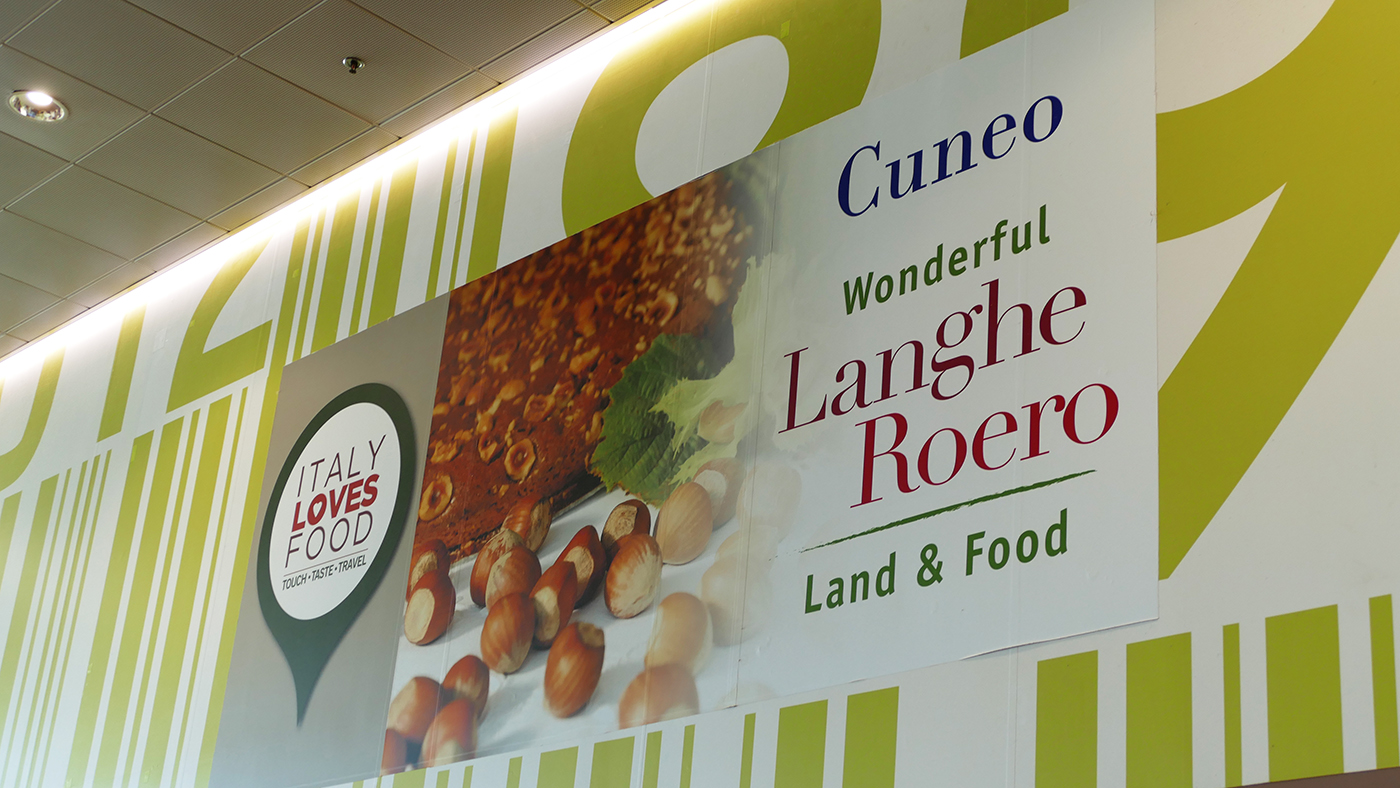 ITALY
LOVES
FOOD
TOUCH • TASTE • TRAVEL
Cuneo
Wonderful
Langhe
Roero
Land & Food